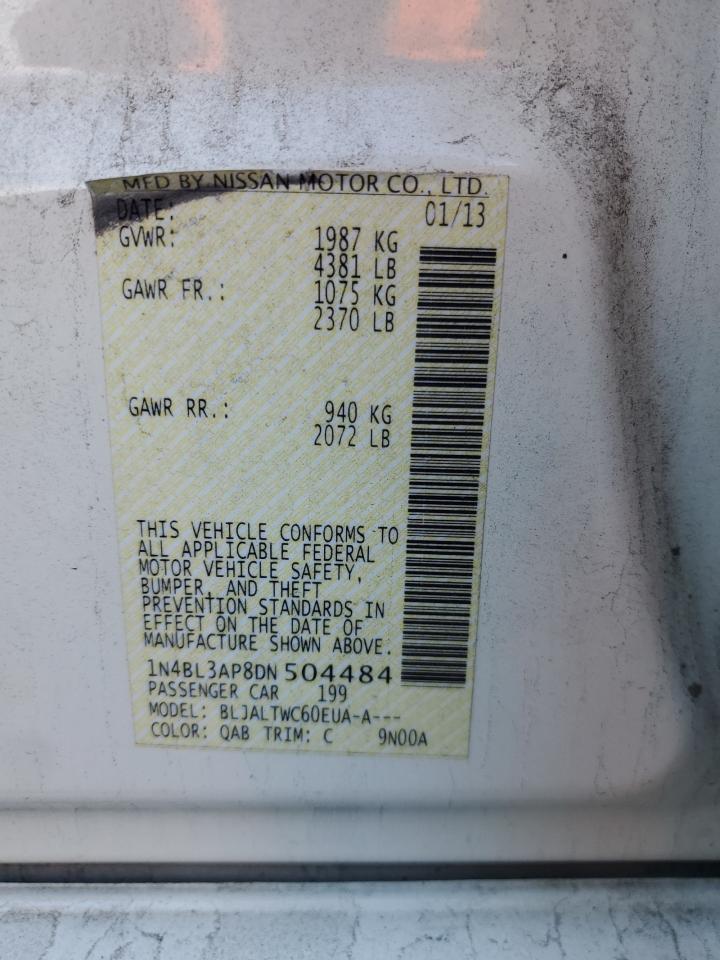 MFD BY NISSAN MOTOR CO., LTD.
DATE: 01/13
GVWR: 1987 KG
4381 LB
GAWR FR.: 1075 KG
2370 LB
GAWR RR.: 940 KG
2072 LB
THIS VEHICLE CONFORMS TO
ALL APPLICABLE FEDERAL
MOTOR VEHICLE SAFETY,
BUMPER, AND THEFT
PREVENTION STANDARDS IN
EFFECT ON THE DATE OF
MANUFACTURE SHOWN ABOVE.
1N4BL3AP8DN 504484
PASSENGER CAR 199
MODEL: BLJALTWC60EUA-A---
COLOR: QAB TRIM: C 9N00A